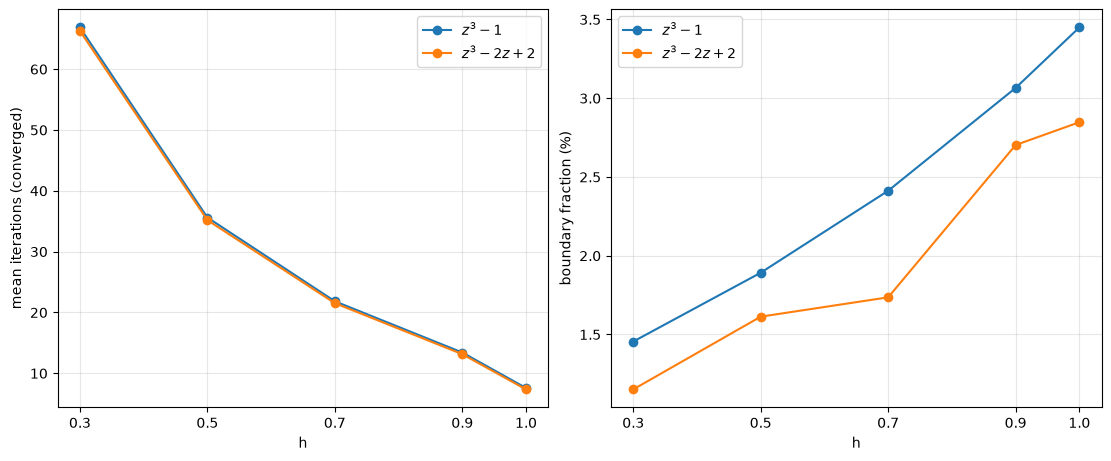 z³ − 1
z³ − 2z + 2
60
50
40
30
20
10
mean iterations (converged)
0.3 0.5 0.7 0.9 1.0
h
z³ − 1
z³ − 2z + 2
3.5
3.0
2.5
2.0
1.5
boundary fraction (%)
0.3 0.5 0.7 0.9 1.0
h